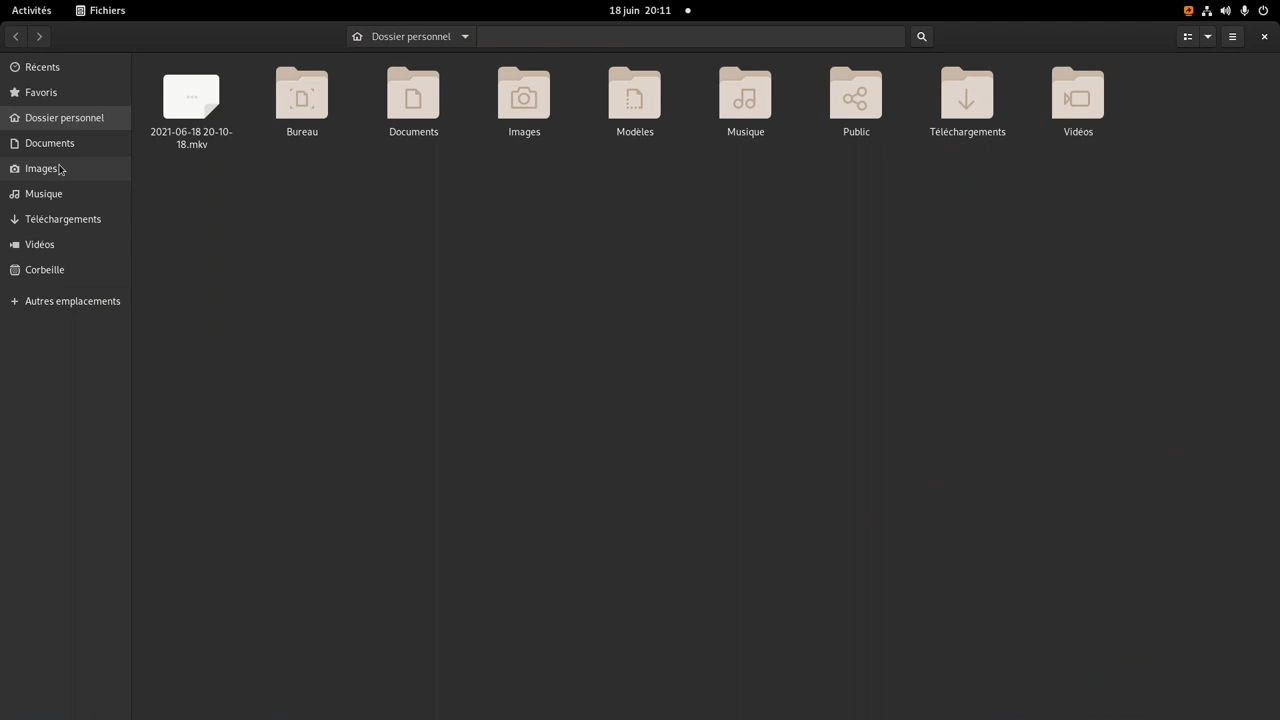 Activités
Fichiers
18 juin 20:11
Dossier personnel
Récents
Favoris
Dossier personnel
Documents
Images
Musique
Téléchargements
Vidéos
Corbeille
Autres emplacements
2021-06-18 20-10-
18.mkv
Bureau
Documents
Images
Modèles
Musique
Public
Téléchargements
Vidéos